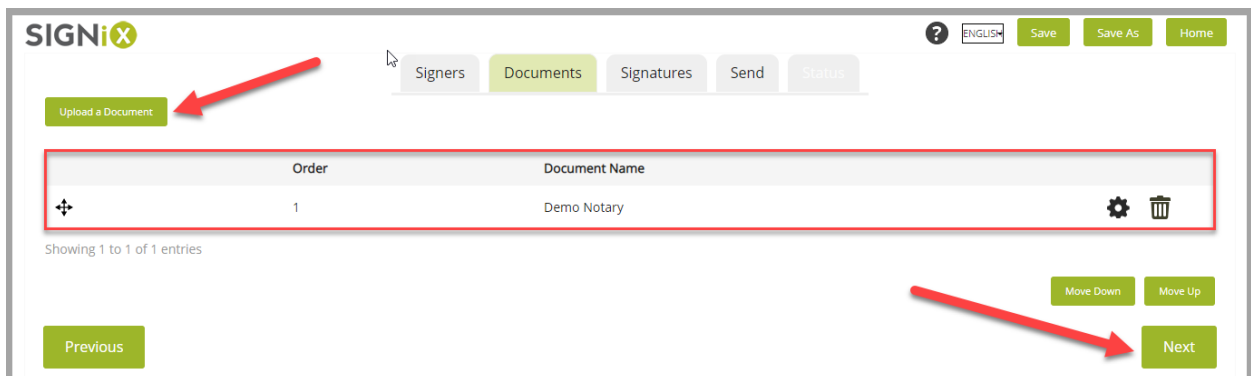 SIGNiX
? ENGLISH Save Save As Home
Signers Documents Signatures Send Status
Upload a Document
Order Document Name
1 Demo Notary
Showing 1 to 1 of 1 entries
Move Down Move Up
Previous Next